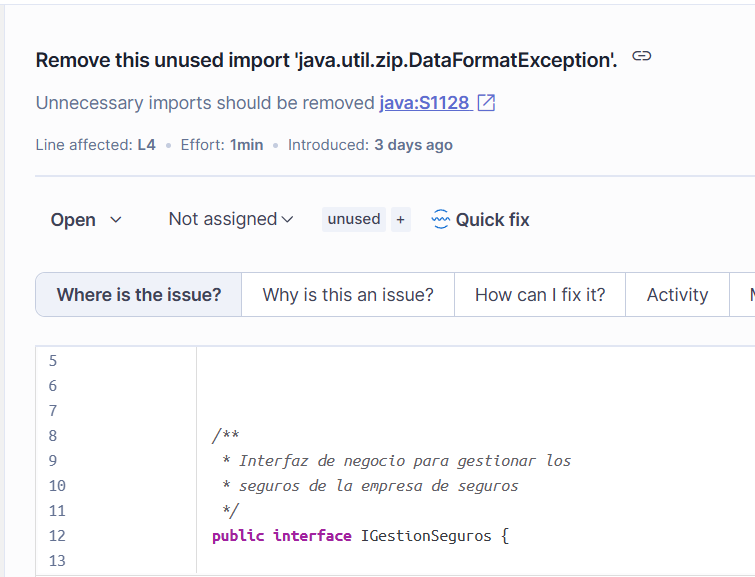 Remove this unused import 'java.util.zip.DataFormatException'.
Unnecessary imports should be removed java:S1128
Line affected: L4 • Effort: 1min • Introduced: 3 days ago
Open Not assigned unused + Quick fix
Where is the issue? Why is this an issue? How can I fix it? Activity
5
6
7
8 /**
9 * Interfaz de negocio para gestionar los
10 * seguros de la empresa de seguros
11 */
12 public interface IGestionSeguros {
13